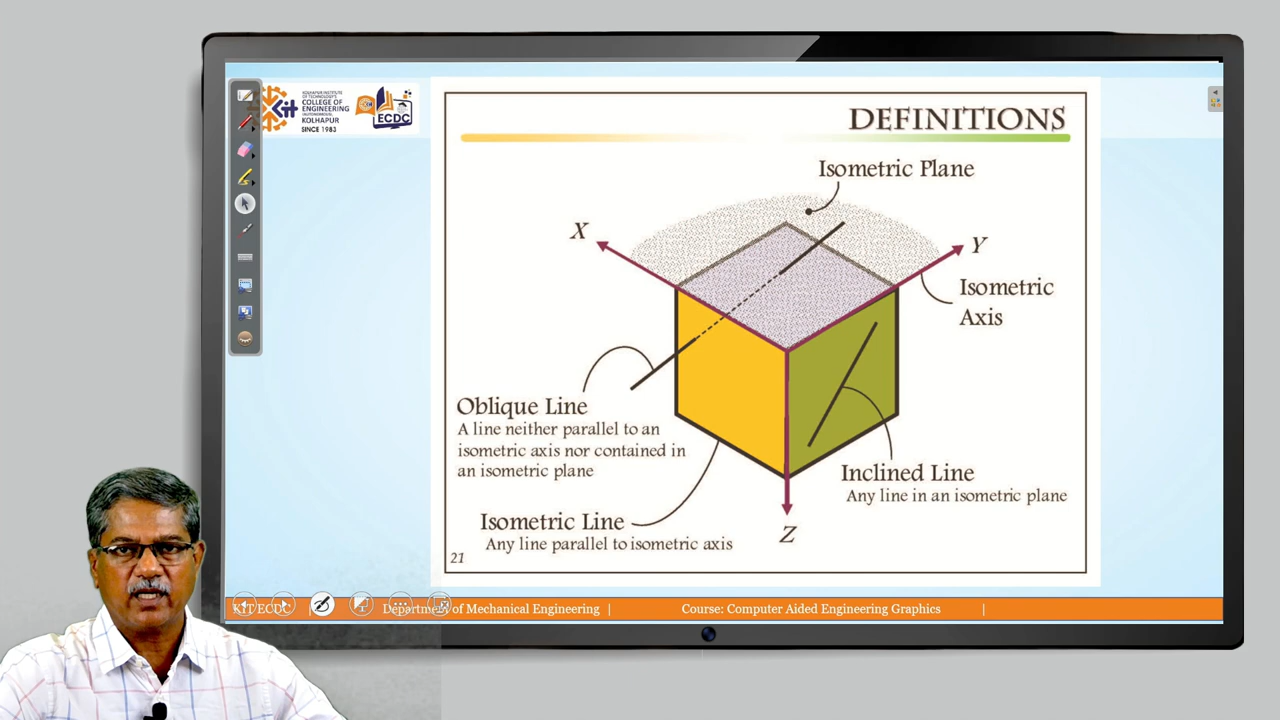 KOLHAPUR INSTITUTE
OF TECHNOLOGY'S
COLLEGE OF
ENGINEERING
(AUTONOMOUS),
KOLHAPUR
SINCE 1983
Kit
ECDC
DEFINITIONS
Isometric Plane
X
Y
Isometric
Axis
Oblique Line
A line neither parallel to an
isometric axis nor contained in
an isometric plane
Inclined Line
Any line in an isometric plane
Isometric Line
Any line parallel to isometric axis
Z
21
KIT ECDC | Department of Mechanical Engineering | Course: Computer Aided Engineering Graphics |